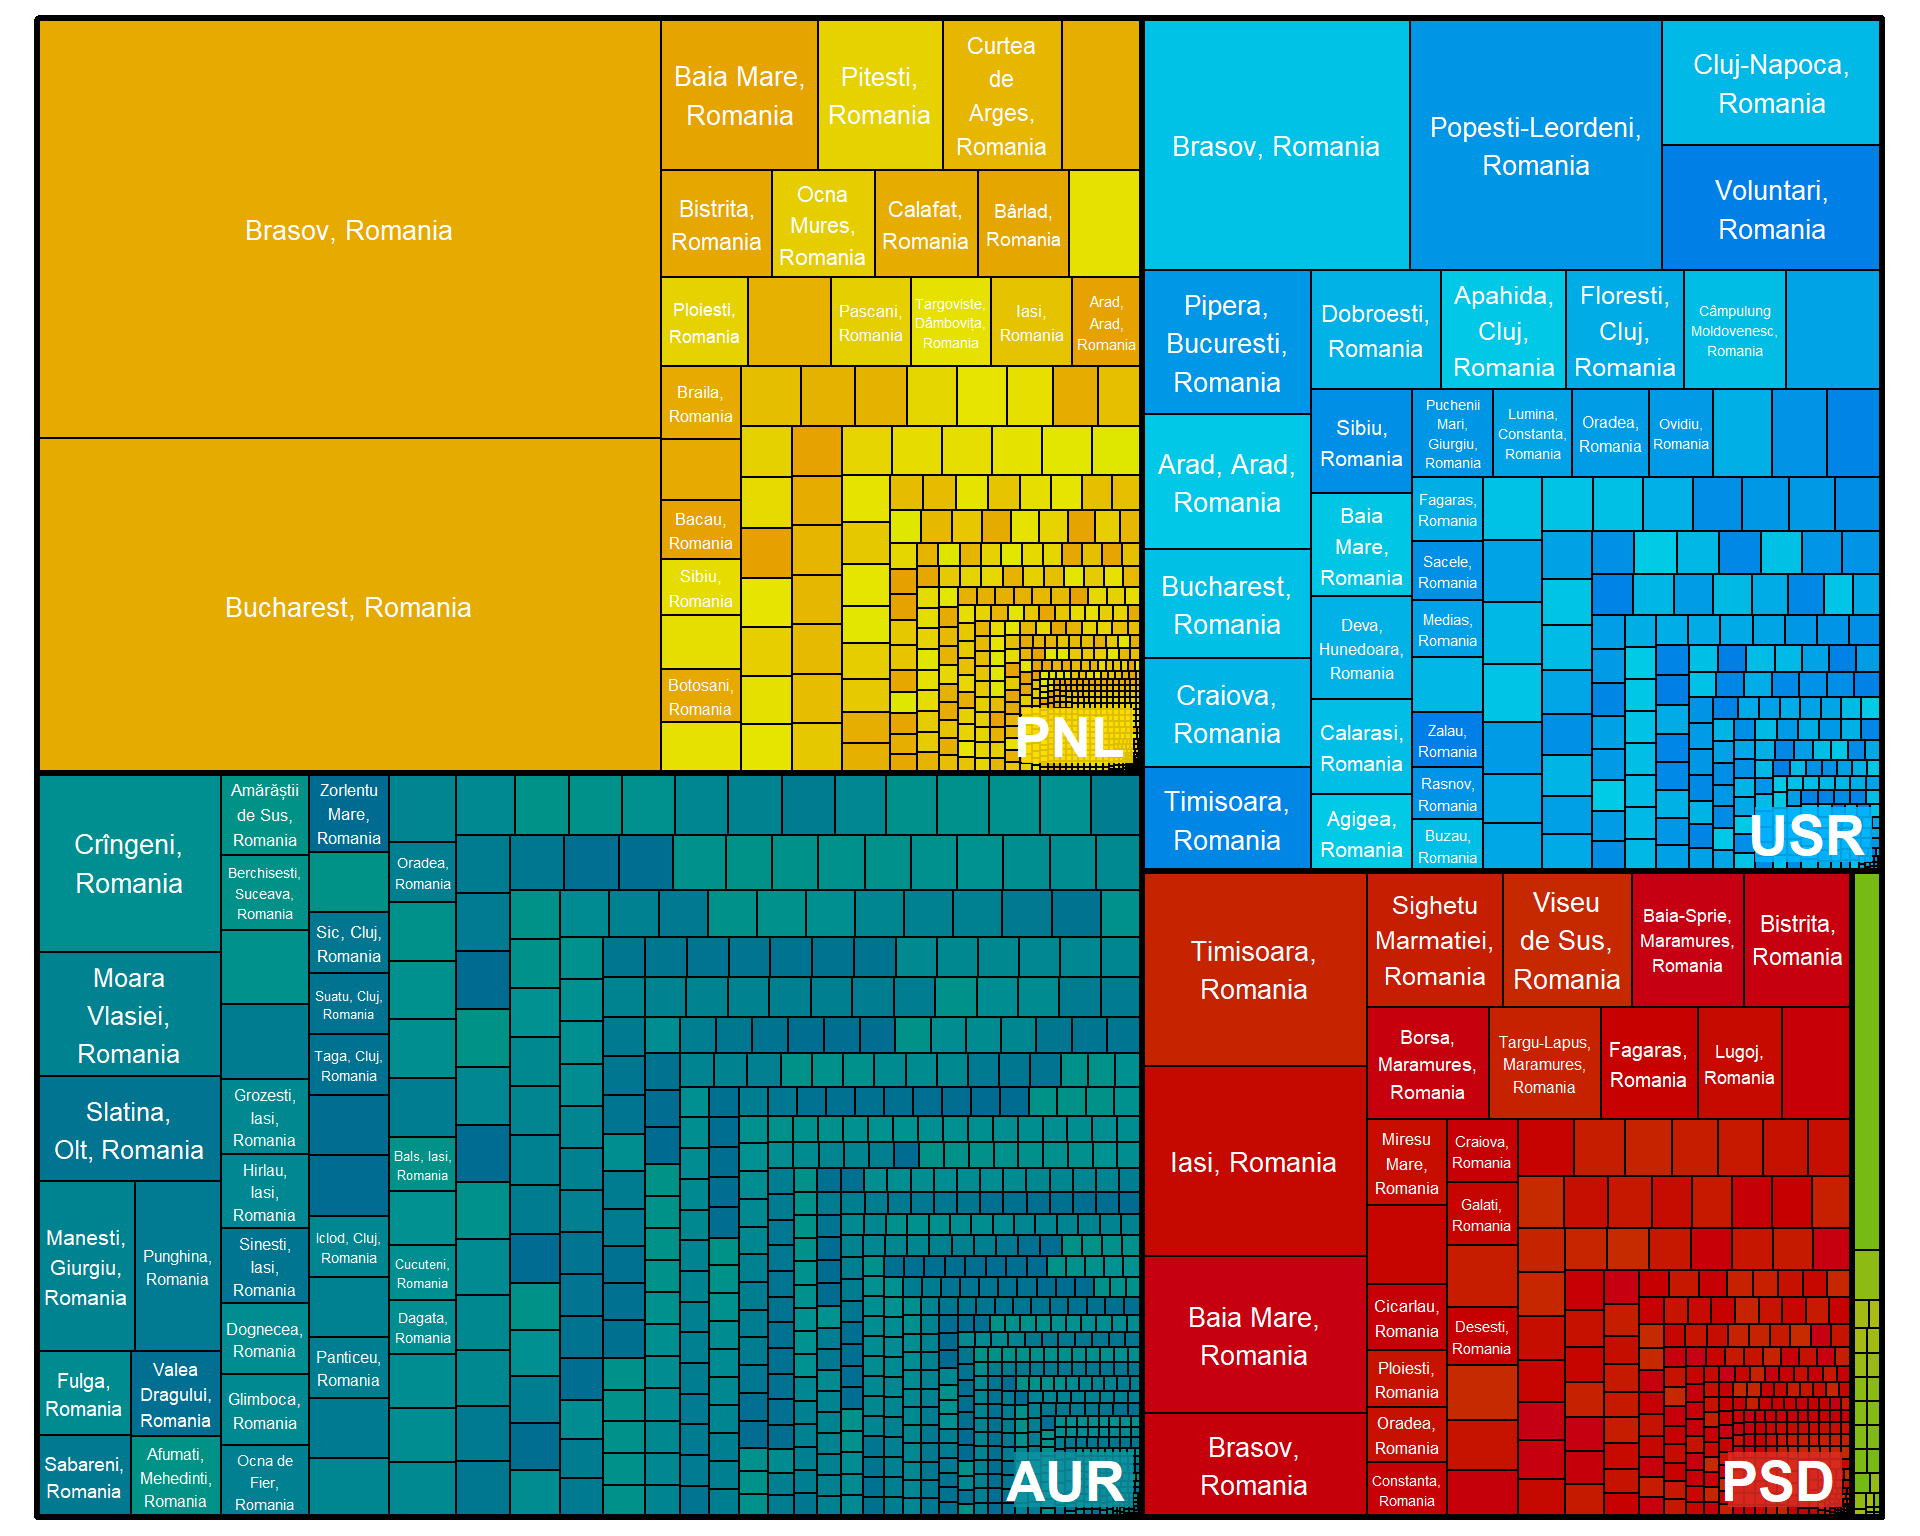 Brasov, Romania
Bucharest, Romania
Baia Mare,
Romania
Pitesti,
Romania
Curtea
de
Arges,
Romania
Bistrita,
Romania
Ocna
Mures,
Romania
Calafat,
Romania
Bârlad,
Romania
Ploiesti,
Romania
Pascani,
Romania
Targoviste,
Dâmbovița,
Romania
Iasi,
Romania
Arad,
Arad,
Romania
Braila,
Romania
Bacau,
Romania
Sibiu,
Romania
Botosani,
Romania
PNL
Brasov, Romania
Popesti-Leordeni,
Romania
Cluj-Napoca,
Romania
Voluntari,
Romania
Pipera,
Bucuresti,
Romania
Arad, Arad,
Romania
Bucharest,
Romania
Craiova,
Romania
Timisoara,
Romania
Dobroesti,
Romania
Apahida,
Cluj,
Romania
Floresti,
Cluj,
Romania
Câmpulung
Moldovenesc,
Romania
Sibiu,
Romania
Baia
Mare,
Romania
Deva,
Hunedoara,
Romania
Calarasi,
Romania
Agigea,
Romania
Puchenii
Mari,
Giurgiu,
Romania
Lumina,
Constanta,
Romania
Oradea,
Romania
Ovidiu,
Romania
Fagaras,
Romania
Sacele,
Romania
Medias,
Romania
Zalau,
Romania
Rasnov,
Romania
Buzau,
Romania
USR
Crîngeni,
Romania
Moara
Vlasiei,
Romania
Slatina,
Olt, Romania
Manesti,
Giurgiu,
Romania
Punghina,
Romania
Fulga,
Romania
Valea
Dragului,
Romania
Sabareni,
Romania
Afumati,
Mehedinti,
Romania
Amărăștii
de Sus,
Romania
Berchisesti,
Suceava,
Romania
Grozesti,
Iasi,
Romania
Hirlau,
Iasi,
Romania
Sinesti,
Iasi,
Romania
Dognecea,
Romania
Glimboca,
Romania
Ocna de
Fier,
Romania
Zorlentu
Mare,
Romania
Sic, Cluj,
Romania
Suatu, Cluj,
Romania
Taga, Cluj,
Romania
Iclod, Cluj,
Romania
Panticeu,
Romania
Oradea,
Romania
Bals, Iasi,
Romania
Cucuteni,
Romania
Dagata,
Romania
AUR
Timisoara,
Romania
Iasi, Romania
Baia Mare,
Romania
Brasov,
Romania
Sighetu
Marmatiei,
Romania
Viseu
de Sus,
Romania
Baia-Sprie,
Maramures,
Romania
Bistrita,
Romania
Borsa,
Maramures,
Romania
Targu-Lapus,
Maramures,
Romania
Fagaras,
Romania
Lugoj,
Romania
Miresu
Mare,
Romania
Cicarlau,
Romania
Ploiesti,
Romania
Oradea,
Romania
Constanta,
Romania
Craiova,
Romania
Galati,
Romania
Desesti,
Romania
PSD